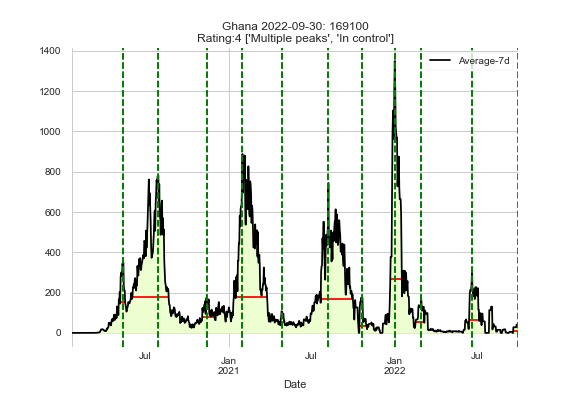 Ghana 2022-09-30: 169100
Rating:4 ['Multiple peaks', 'In control']
1400
Average-7d
1200
1000
800
600
400
200
0
Jul
Jan
2021
Jul
Jan
2022
Jul
Date